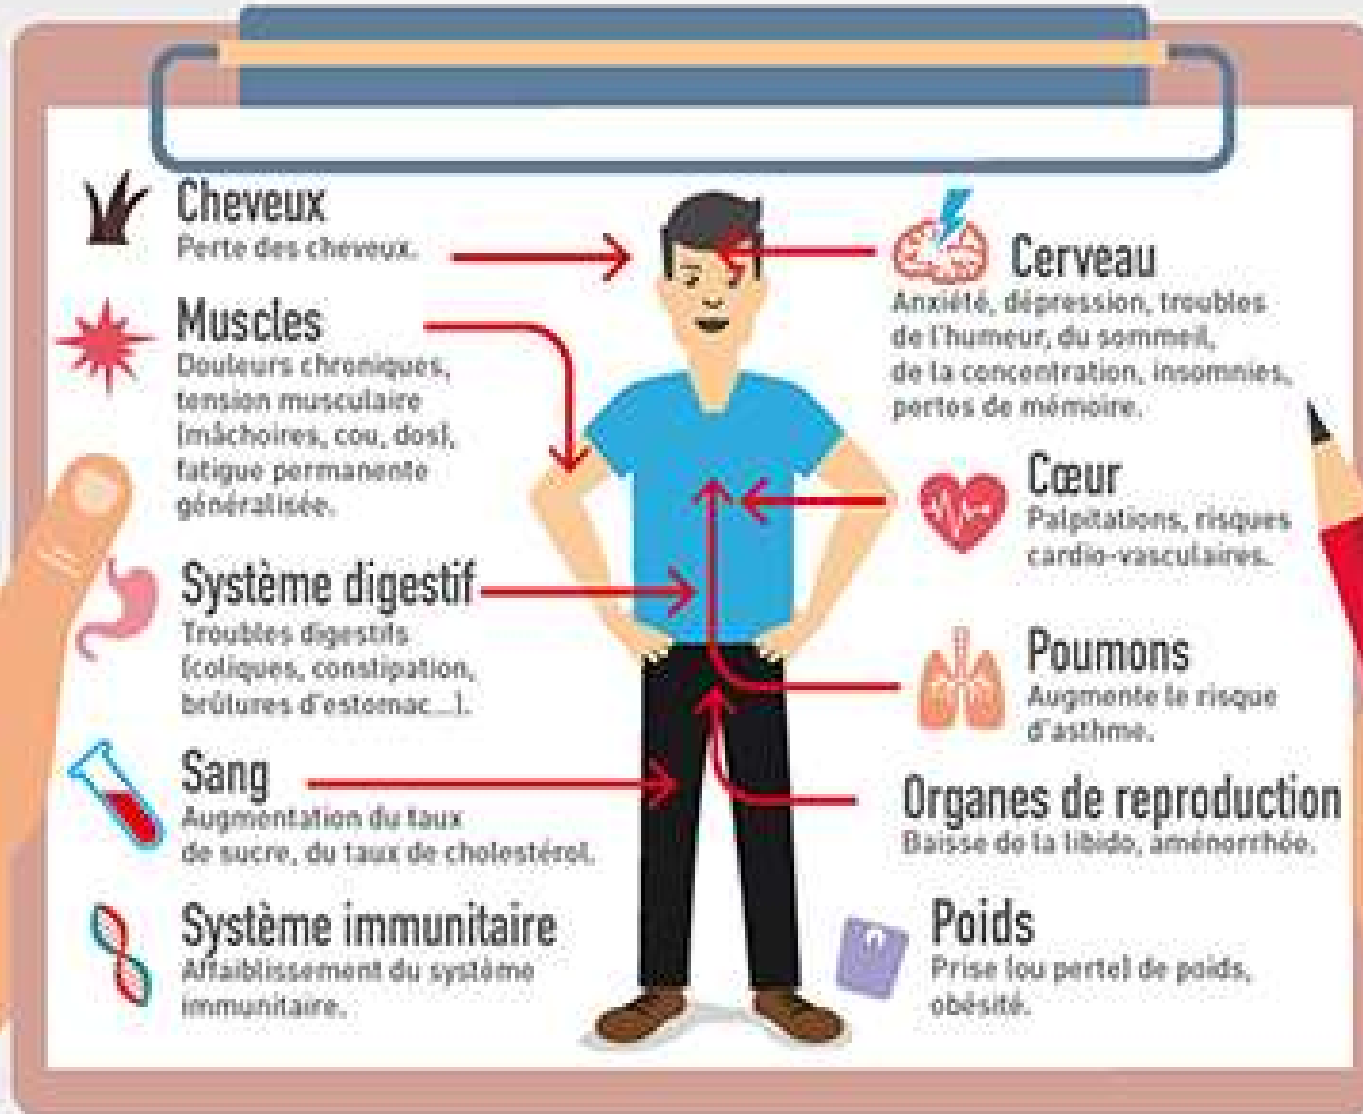 Cheveux
Perte des cheveux.
Muscles
Douleurs chroniques,
tension musculaire
(mâchoires, cou, dos),
fatigue permanente
généralisée.
Système digestif
Troubles digestifs
(coliques, constipation,
brûlures d'estomac...).
Sang
Augmentation du taux
de sucre, du taux de cholestérol.
Système immunitaire
Affaiblissement du système
immunitaire.
Cerveau
Anxiété, dépression, troubles
de l'humeur, du sommeil,
de la concentration, insomnies,
pertes de mémoire.
Cœur
Palpitations, risques
cardio-vasculaires.
Poumons
Augmente le risque
d'asthme.
Organes de reproduction
Baisse de la libido, aménorrhée.
Poids
Prise (ou perte) de poids,
obésité.